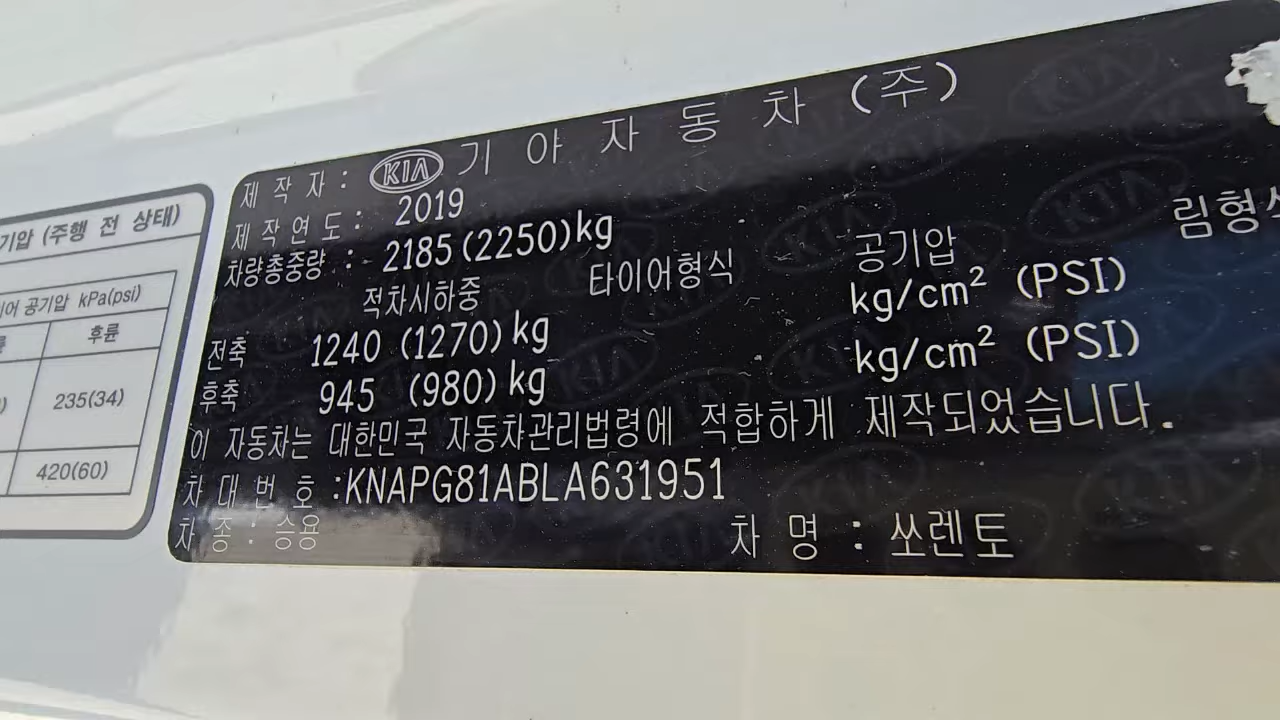 제 작 자 : KIA 기 아 자 동 차 (주)
제 작 연 도 : 2019
차량총중량 : 2185(2250)kg
적차시하중 타이어형식 공기압 림형식
kg/cm² (PSI)
전축 1240 (1270) kg
kg/cm² (PSI)
후축 945 (980) kg
이 자동차는 대한민국 자동차관리법령에 적합하게 제작되었습니다.
차 대 번 호 : KNAPG81ABLA631951
차 종 : 승용 차 명 : 쏘렌토
기압 (주행 전 상태)
공기압 kPa(psi)
후륜
235(34)
420(60)